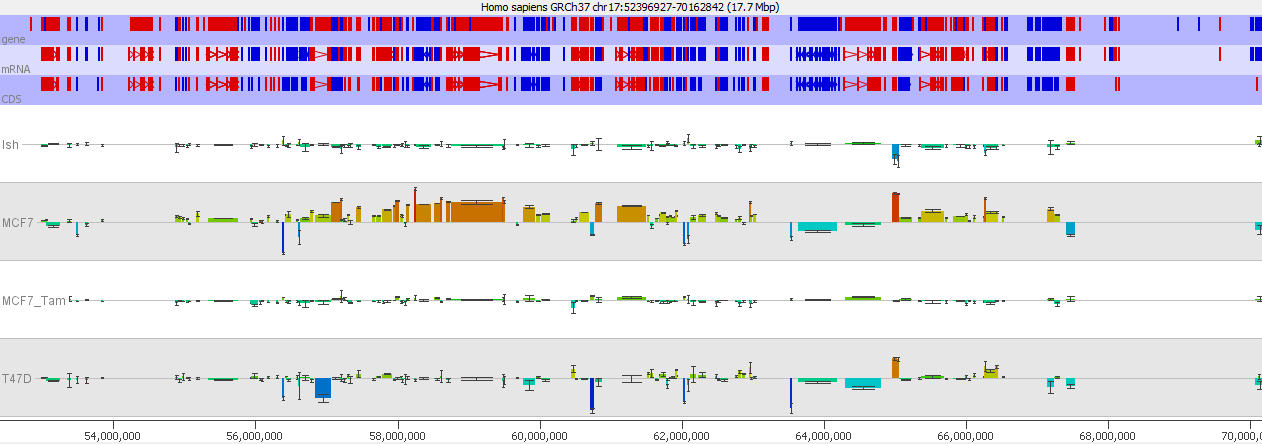 Homo sapiens GRCh37 chr17:52396927-70162842 (17.7 Mbp)
gene
mRNA
CDS
Ish
MCF7
MCF7_Tam
T47D
54,000,000 56,000,000 58,000,000 60,000,000 62,000,000 64,000,000 66,000,000 68,000,000 70,000,0